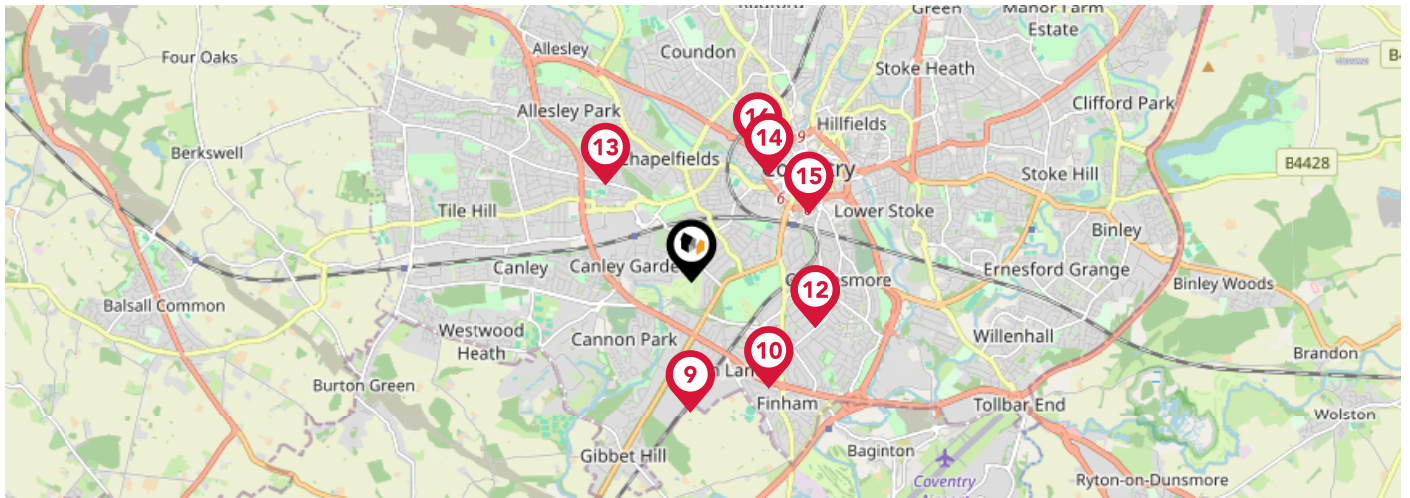 Green
Manor Farm
Estate
Four Oaks
Allesley
Coundon
Stoke Heath
Allesley Park
Clifford Park
Hillfields
16
14
9
13
Chapelfields
Berkswell
B4428
15
Stoke Hill
6
Tile Hill
Lower Stoke
Binley
Canley
Ernesford Grange
Binley Woods
12
Balsall Common
Westwood
Heath
Cannon Park
Willenhall
10
Brandon
9
Burton Green
Finham
Tollbar End
Wolston
Gibbet Hill
Baginton
Coventry
Ryton-on-Dunsmore